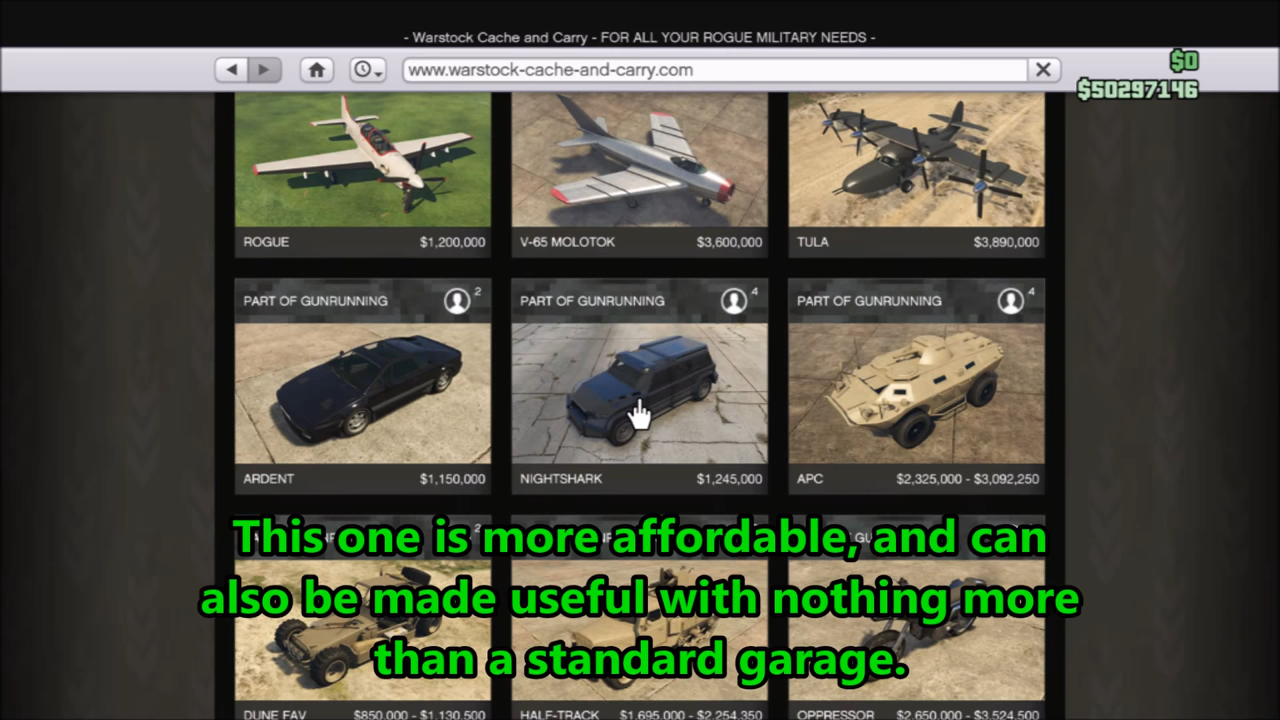 - Warstock Cache and Carry - FOR ALL YOUR ROGUE MILITARY NEEDS -
www.warstock-cache-and-carry.com
$0
$50297146
ROGUE $1,200,000
V-65 MOLOTOK $3,600,000
TULA $3,890,000
PART OF GUNRUNNING 2
PART OF GUNRUNNING 4
PART OF GUNRUNNING 4
ARDENT $1,150,000
NIGHTSHARK $1,245,000
APC $2,325,000 - $3,092,250
This one is more affordable, and can
also be made useful with nothing more
than a standard garage.
DUNE FAV $850,000 - $1,130,500
HALF-TRACK $1,695,000 - $2,254,350
OPPRESSOR $2,650,000 - $3,524,500